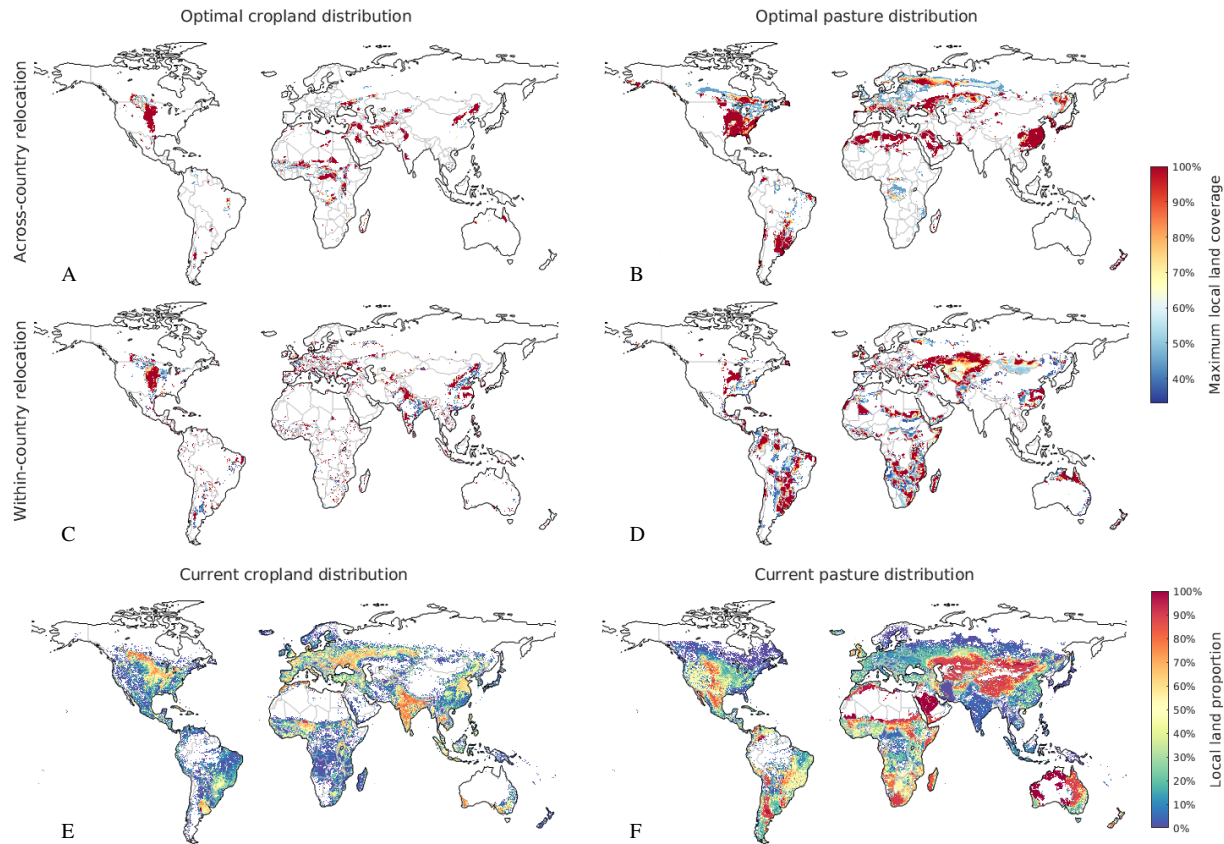 Optimal cropland distribution
Optimal pasture distribution
Across-country relocation
A
B
Within-country relocation
C
D
100%
90%
80%
70%
60%
50%
40%
Maximum local land coverage
Current cropland distribution
Current pasture distribution
E
F
100%
90%
80%
70%
60%
50%
40%
30%
20%
10%
0%
Local land proportion